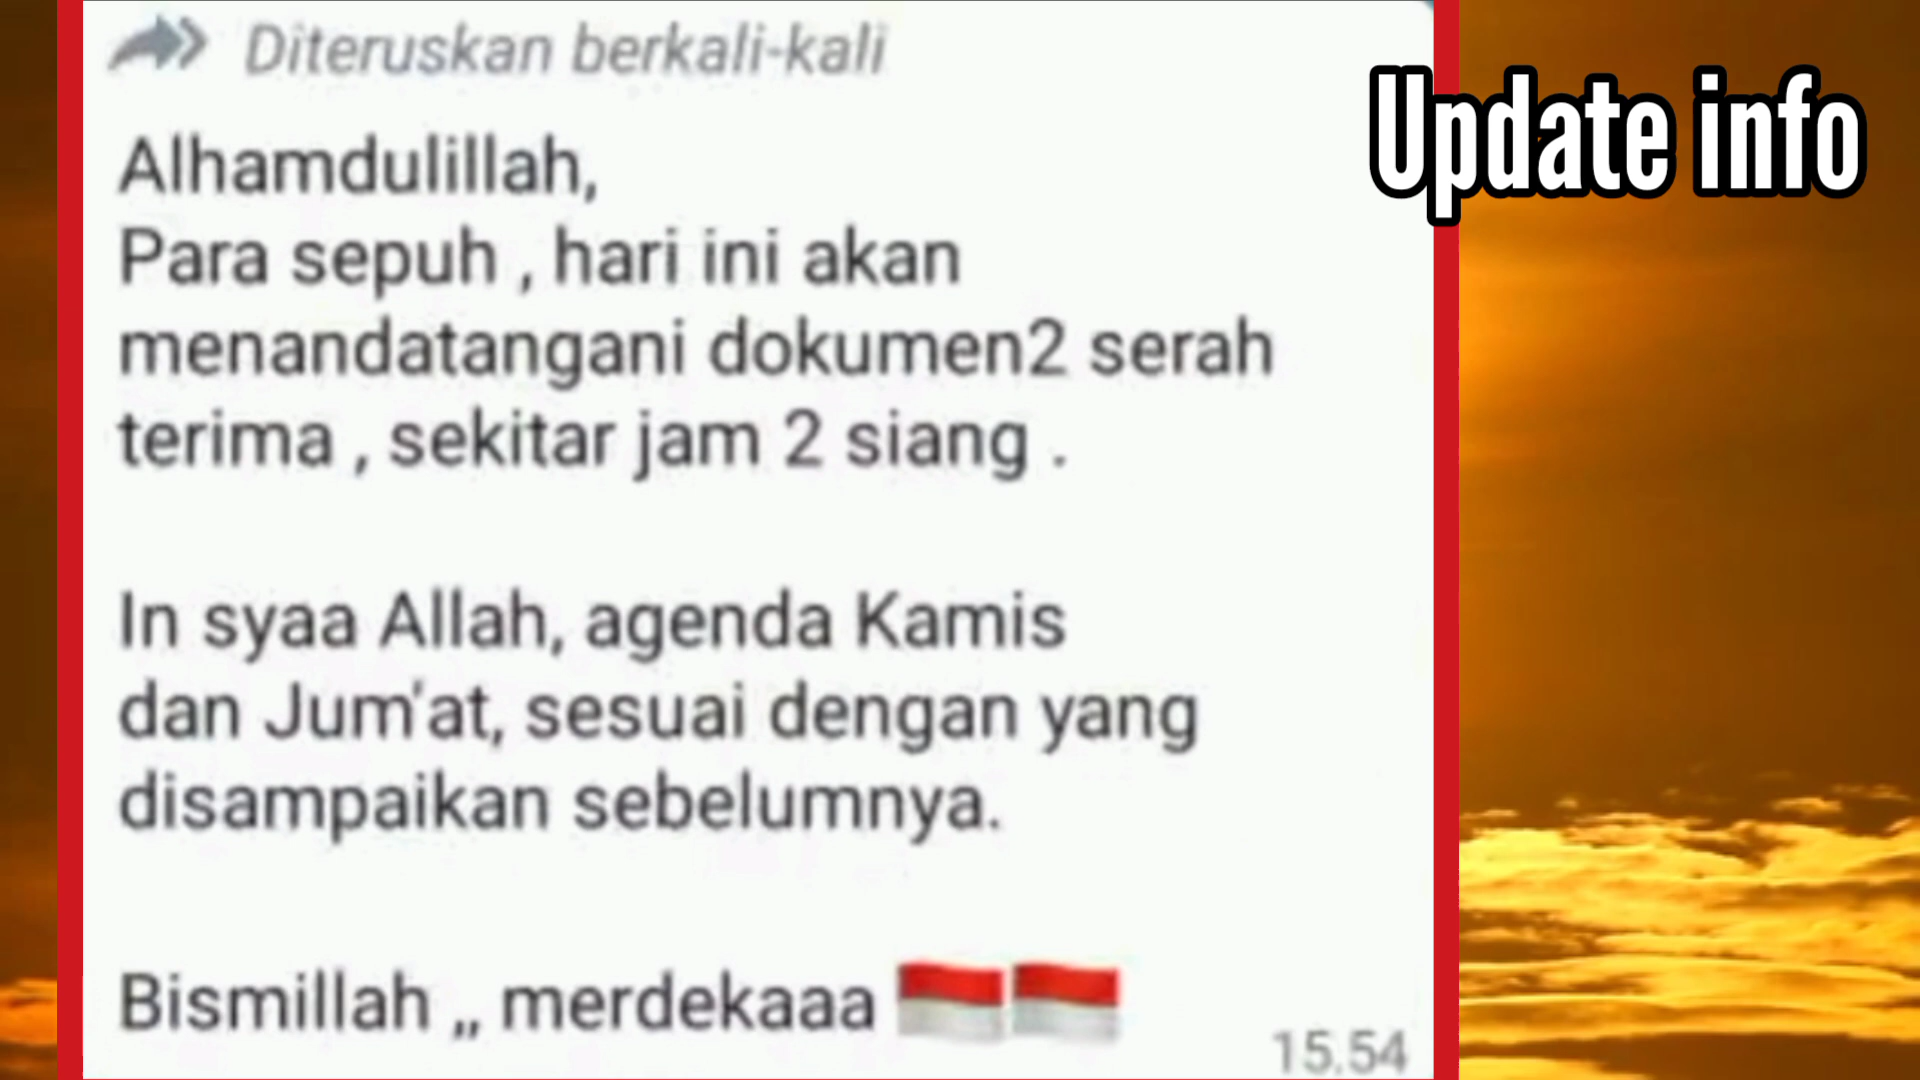 Diteruskan berkali-kali
Update info
Alhamdulillah,
Para sepuh , hari ini akan
menandatangani dokumen2 serah
terima , sekitar jam 2 siang .
In syaa Allah, agenda Kamis
dan Jum'at, sesuai dengan yang
disampaikan sebelumnya.
Bismillah ,, merdekaaa 🇮🇩🇮🇩
15.54